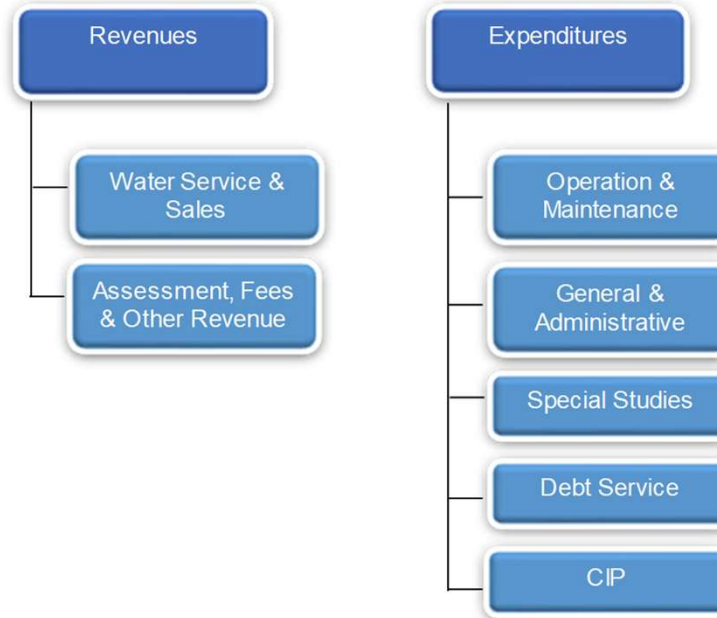 Revenues
Water Service &
Sales
Assessment, Fees
& Other Revenue
Expenditures
Operation &
Maintenance
General &
Administrative
Special Studies
Debt Service
CIP